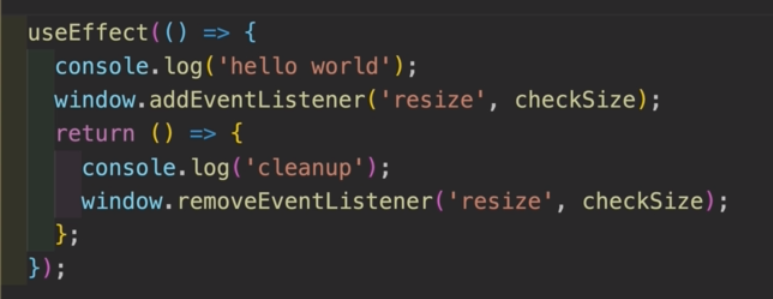 useEffect(() => {
  console.log('hello world');
  window.addEventListener('resize', checkSize);
  return () => {
    console.log('cleanup');
    window.removeEventListener('resize', checkSize);
  };
});